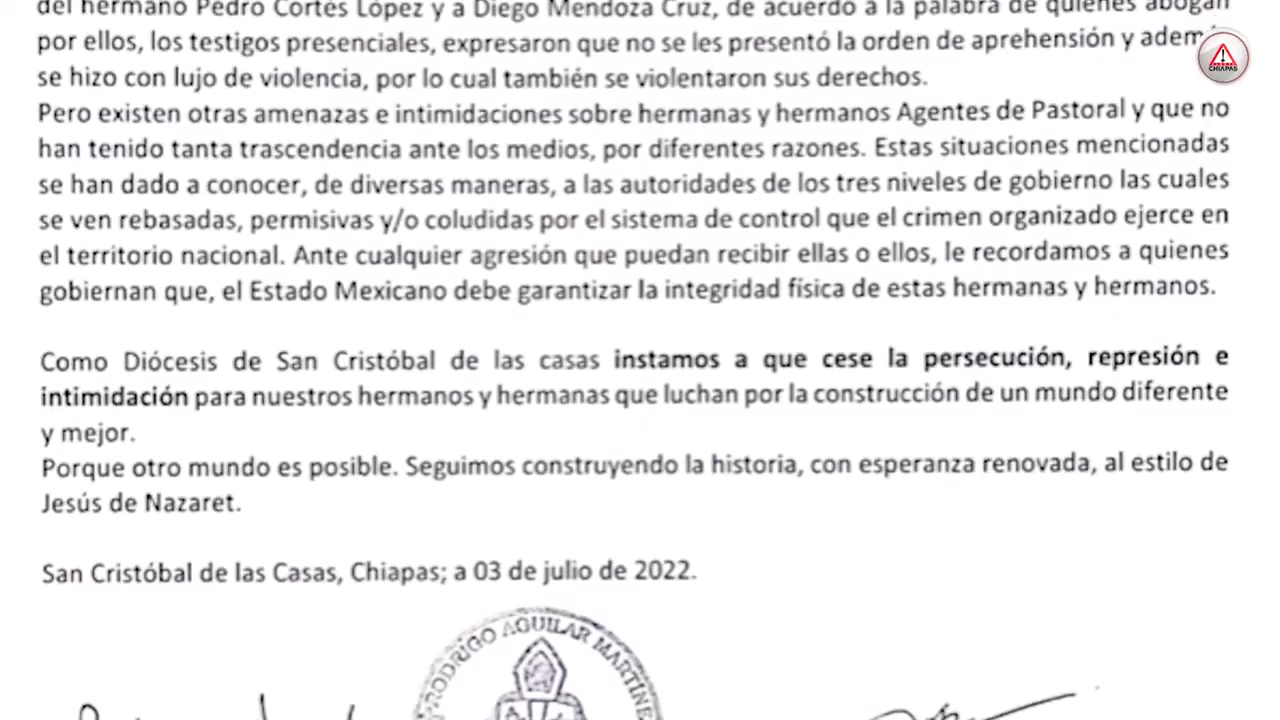 del hermano Pedro Cortés López y a Diego Mendoza Cruz, de acuerdo a la palabra de quienes abogan
por ellos, los testigos presenciales, expresaron que no se les presentó la orden de aprehensión y además
se hizo con lujo de violencia, por lo cual también se violentaron sus derechos.
CHIAPAS
Pero existen otras amenazas e intimidaciones sobre hermanas y hermanos Agentes de Pastoral y que no
han tenido tanta trascendencia ante los medios, por diferentes razones. Estas situaciones mencionadas
se han dado a conocer, de diversas maneras, a las autoridades de los tres niveles de gobierno las cuales
se ven rebasadas, permisivas y/o coludidas por el sistema de control que el crimen organizado ejerce en
el territorio nacional. Ante cualquier agresión que puedan recibir ellas o ellos, le recordamos a quienes
gobiernan que, el Estado Mexicano debe garantizar la integridad física de estas hermanas y hermanos.
Como Diócesis de San Cristóbal de las casas instamos a que cese la persecución, represión e
intimidación para nuestros hermanos y hermanas que luchan por la construcción de un mundo diferente
y mejor.
Porque otro mundo es posible. Seguimos construyendo la historia, con esperanza renovada, al estilo de
Jesús de Nazaret.
San Cristóbal de las Casas, Chiapas; a 03 de julio de 2022.
RODRIGO AGUILAR MARTÍNE